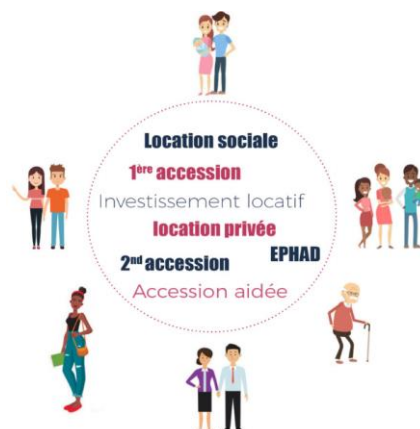 Location sociale
1ère accession
Investissement locatif
location privée
2nd accession EPHAD
Accession aidée